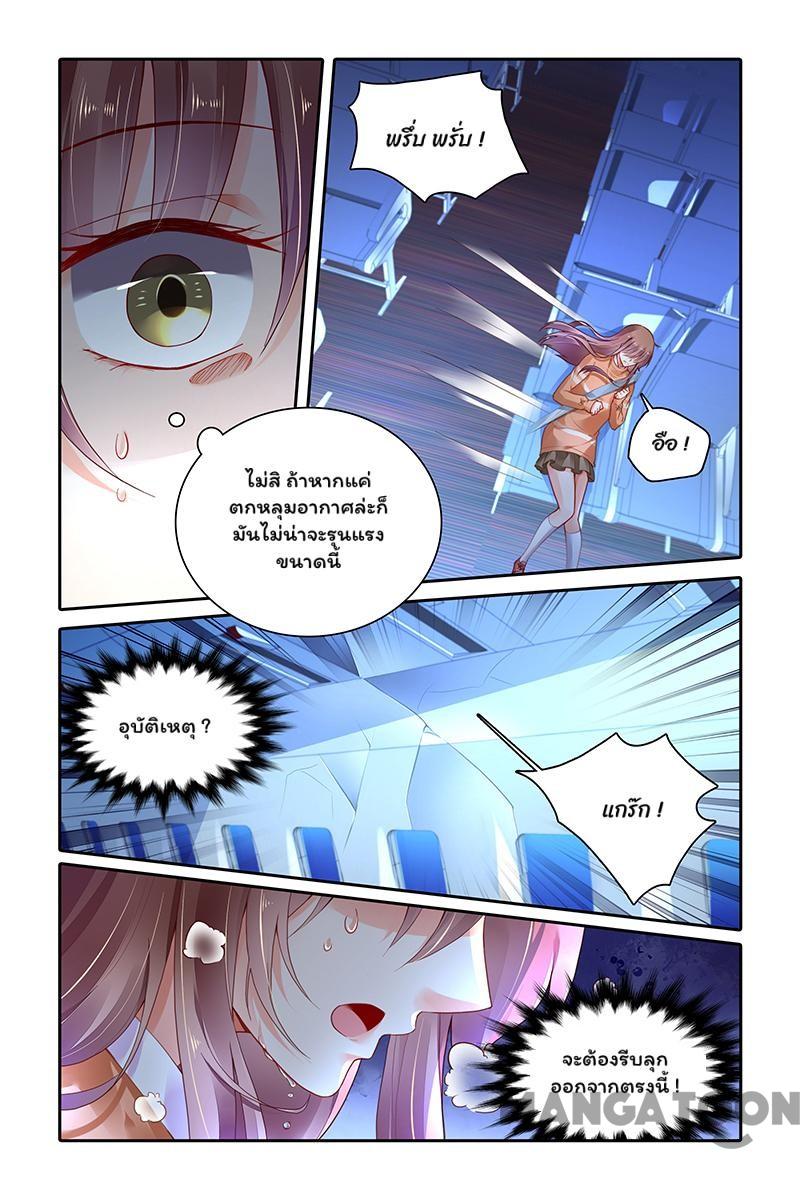 พรึ่บ พรั่บ !
อือ !
ไม่สิ ถ้าหากแค่
ตกหลุมอากาศล่ะก็
มันไม่น่าจะรุนแรง
ขนาดนี้
อุบัติเหตุ ?
แกร๊ก !
จะต้องรีบลุก
ออกจากตรงนี้ !
MANGATOON